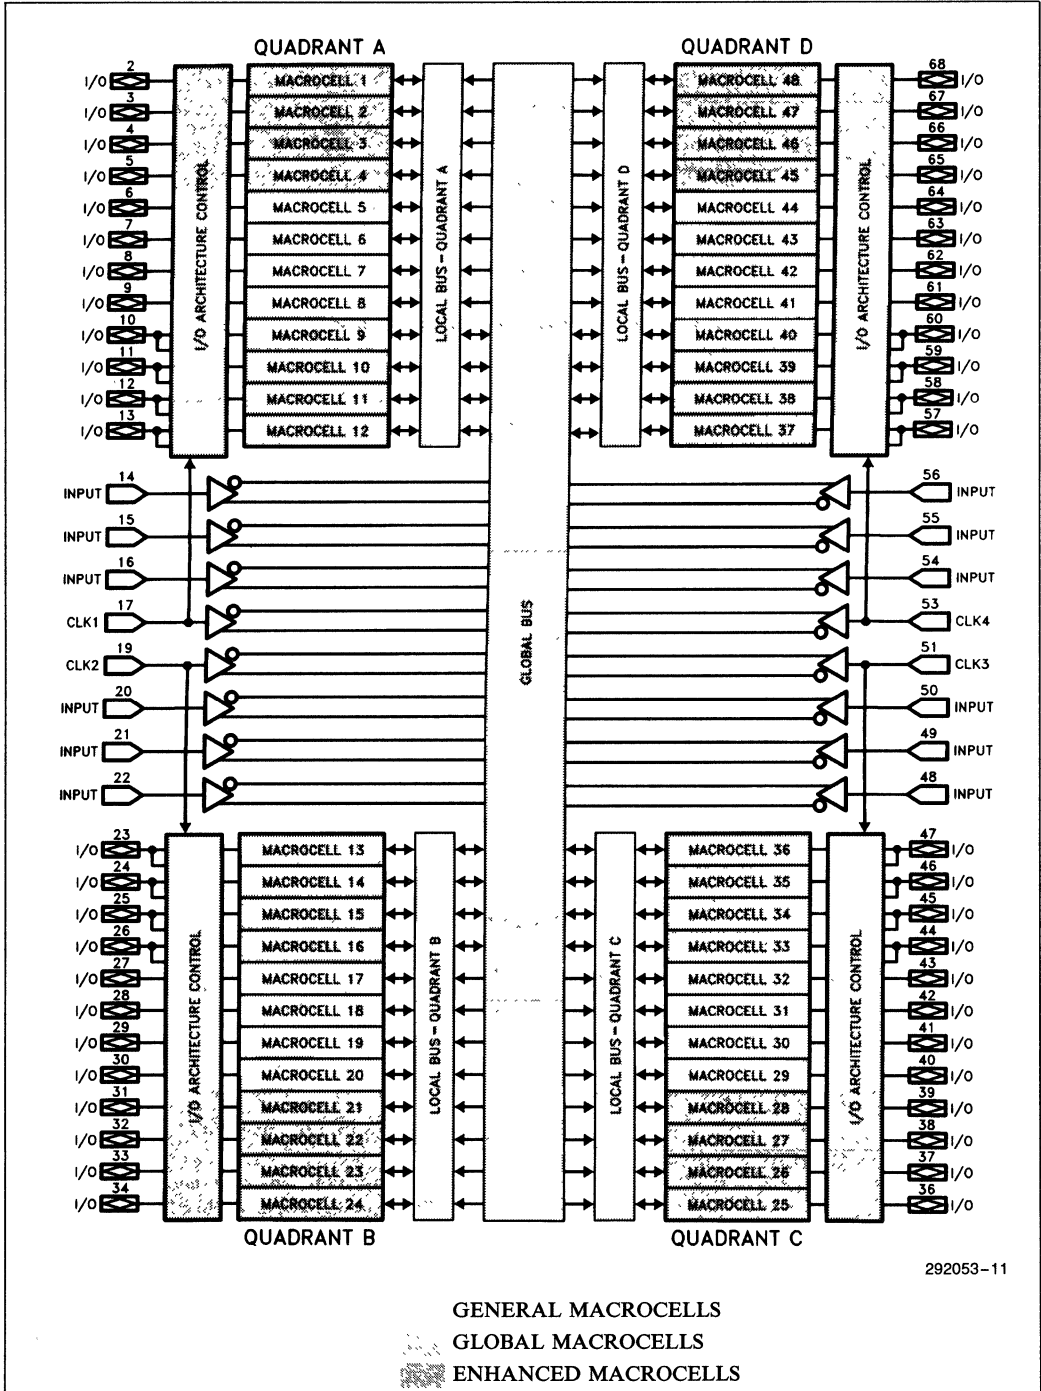 QUADRANT A QUADRANT D
2 68
I/O MACROCELL 1 MACROCELL 48 I/O
3 67
I/O MACROCELL 2 MACROCELL 47 I/O
4 66
I/O MACROCELL 3 MACROCELL 46 I/O
5 65
I/O MACROCELL 4 MACROCELL 45 I/O
6 64
I/O MACROCELL 5 MACROCELL 44 I/O
7 63
I/O MACROCELL 6 MACROCELL 43 I/O
8 62
I/O MACROCELL 7 MACROCELL 42 I/O
9 61
I/O MACROCELL 8 MACROCELL 41 I/O
10 60
I/O MACROCELL 9 MACROCELL 40 I/O
11 59
I/O MACROCELL 10 MACROCELL 39 I/O
12 58
I/O MACROCELL 11 MACROCELL 38 I/O
13 57
I/O MACROCELL 12 MACROCELL 37 I/O
I/O ARCHITECTURE CONTROL
LOCAL BUS-QUADRANT A
LOCAL BUS-QUADRANT D
I/O ARCHITECTURE CONTROL
14 56
INPUT INPUT
15 55
INPUT INPUT
16 54
INPUT INPUT
17 53
CLK1 CLK4
GLOBAL BUS
19 51
CLK2 CLK3
20 50
INPUT INPUT
21 49
INPUT INPUT
22 48
INPUT INPUT
23 47
I/O MACROCELL 13 MACROCELL 36 I/O
24 46
I/O MACROCELL 14 MACROCELL 35 I/O
25 45
I/O MACROCELL 15 MACROCELL 34 I/O
26 44
I/O MACROCELL 16 MACROCELL 33 I/O
27 43
I/O MACROCELL 17 MACROCELL 32 I/O
28 42
I/O MACROCELL 18 MACROCELL 31 I/O
29 41
I/O MACROCELL 19 MACROCELL 30 I/O
30 40
I/O MACROCELL 20 MACROCELL 29 I/O
31 39
I/O MACROCELL 21 MACROCELL 28 I/O
32 38
I/O MACROCELL 22 MACROCELL 27 I/O
33 37
I/O MACROCELL 23 MACROCELL 26 I/O
34 36
I/O MACROCELL 24 MACROCELL 25 I/O
I/O ARCHITECTURE CONTROL
LOCAL BUS-QUADRANT B
LOCAL BUS-QUADRANT C
I/O ARCHITECTURE CONTROL
QUADRANT B QUADRANT C
292053-11
GENERAL MACROCELLS
GLOBAL MACROCELLS
ENHANCED MACROCELLS